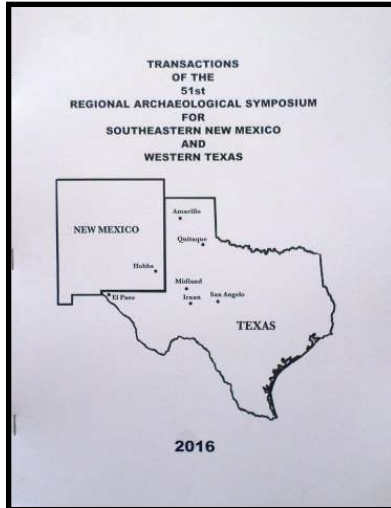 TRANSACTIONS
OF THE
51st
REGIONAL ARCHAEOLOGICAL SYMPOSIUM
FOR
SOUTHEASTERN NEW MEXICO
AND
WESTERN TEXAS
Amarillo
NEW MEXICO
Quitaque
Hobbs
Midland
El Paso
Iraan
San Angelo
TEXAS
2016